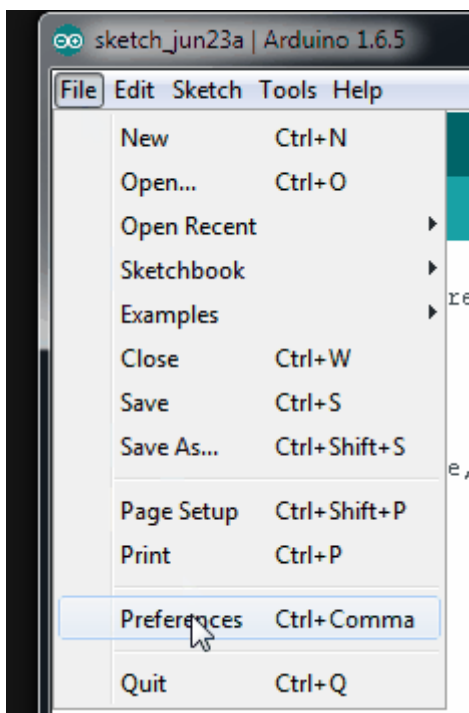 sketch_jun23a | Arduino 1.6.5
File Edit Sketch Tools Help
New Ctrl+N
Open... Ctrl+O
Open Recent
Sketchbook
Examples
Close Ctrl+W
Save Ctrl+S
Save As... Ctrl+Shift+S
Page Setup Ctrl+Shift+P
Print Ctrl+P
Preferences Ctrl+Comma
Quit Ctrl+Q